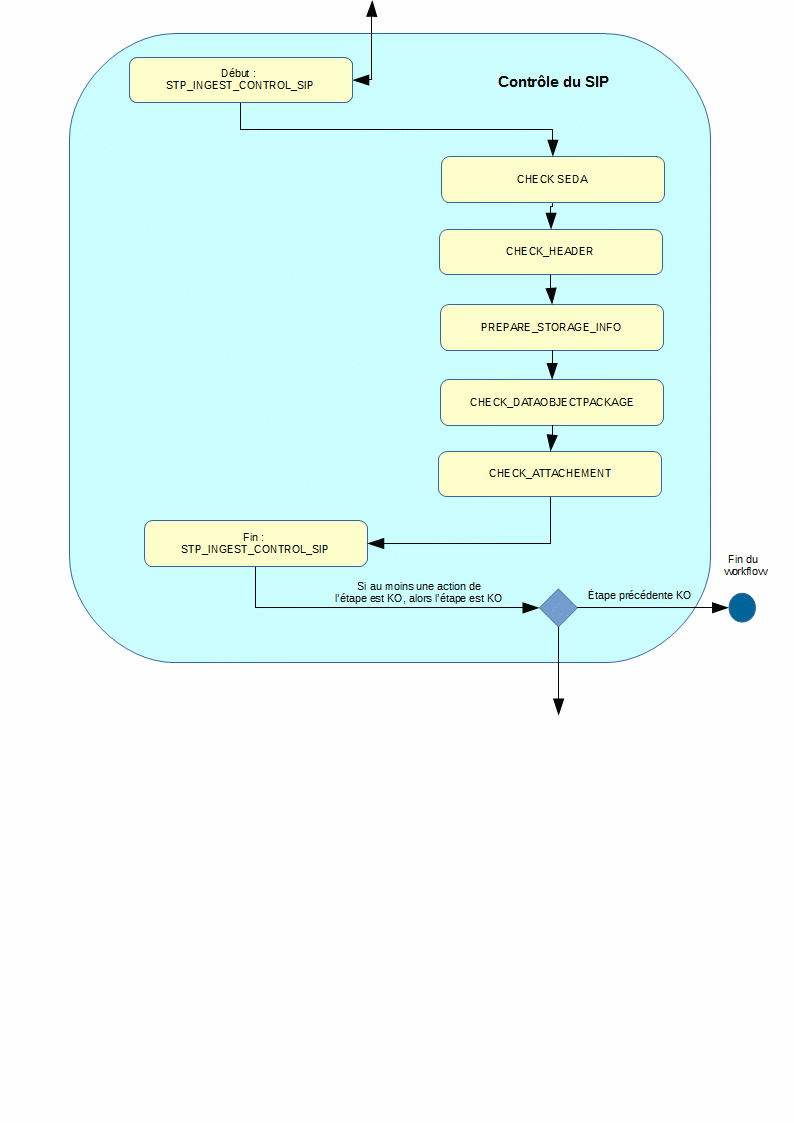 Début :
STP_INGEST_CONTROL_SIP
Contrôle du SIP
CHECK SEDA
CHECK_HEADER
PREPARE_STORAGE_INFO
CHECK_DATAOBJECTPACKAGE
CHECK_ATTACHEMENT
Fin :
STP_INGEST_CONTROL_SIP
Si au moins une action de
l'étape est KO, alors l'étape est KO
Étape précédente KO
Fin du
workflow